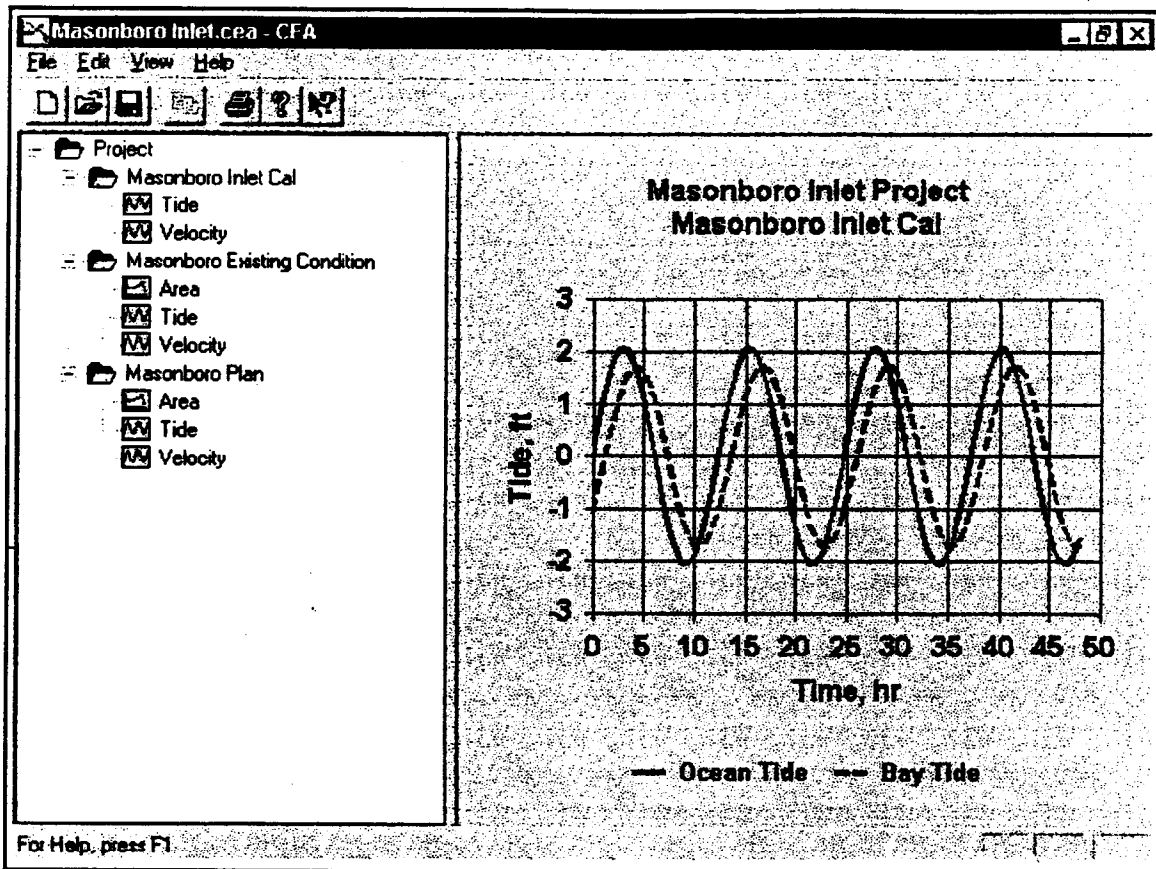 Masonboro Inlet.cea - CFA
File Edit View Help
Project
Masonboro Inlet Cal
Tide
Velocity
Masonboro Existing Condition
Area
Tide
Velocity
Masonboro Plan
Area
Tide
Velocity
Masonboro Inlet Project
Masonboro Inlet Cal
3
2
1
0
-1
-2
-3
Tide, ft
0 5 10 15 20 25 30 35 40 45 50
Time, hr
Ocean Tide Bay Tide
For Help, press F1